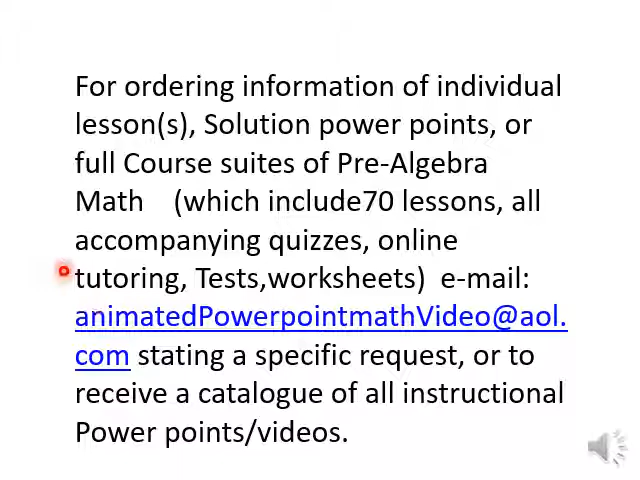 For ordering information of individual
lesson(s), Solution power points, or
full Course suites of Pre-Algebra
Math    (which include70 lessons, all
accompanying quizzes, online
tutoring, Tests,worksheets)  e-mail:
animatedPowerpointmathVideo@aol.
com stating a specific request, or to
receive a catalogue of all instructional
Power points/videos.